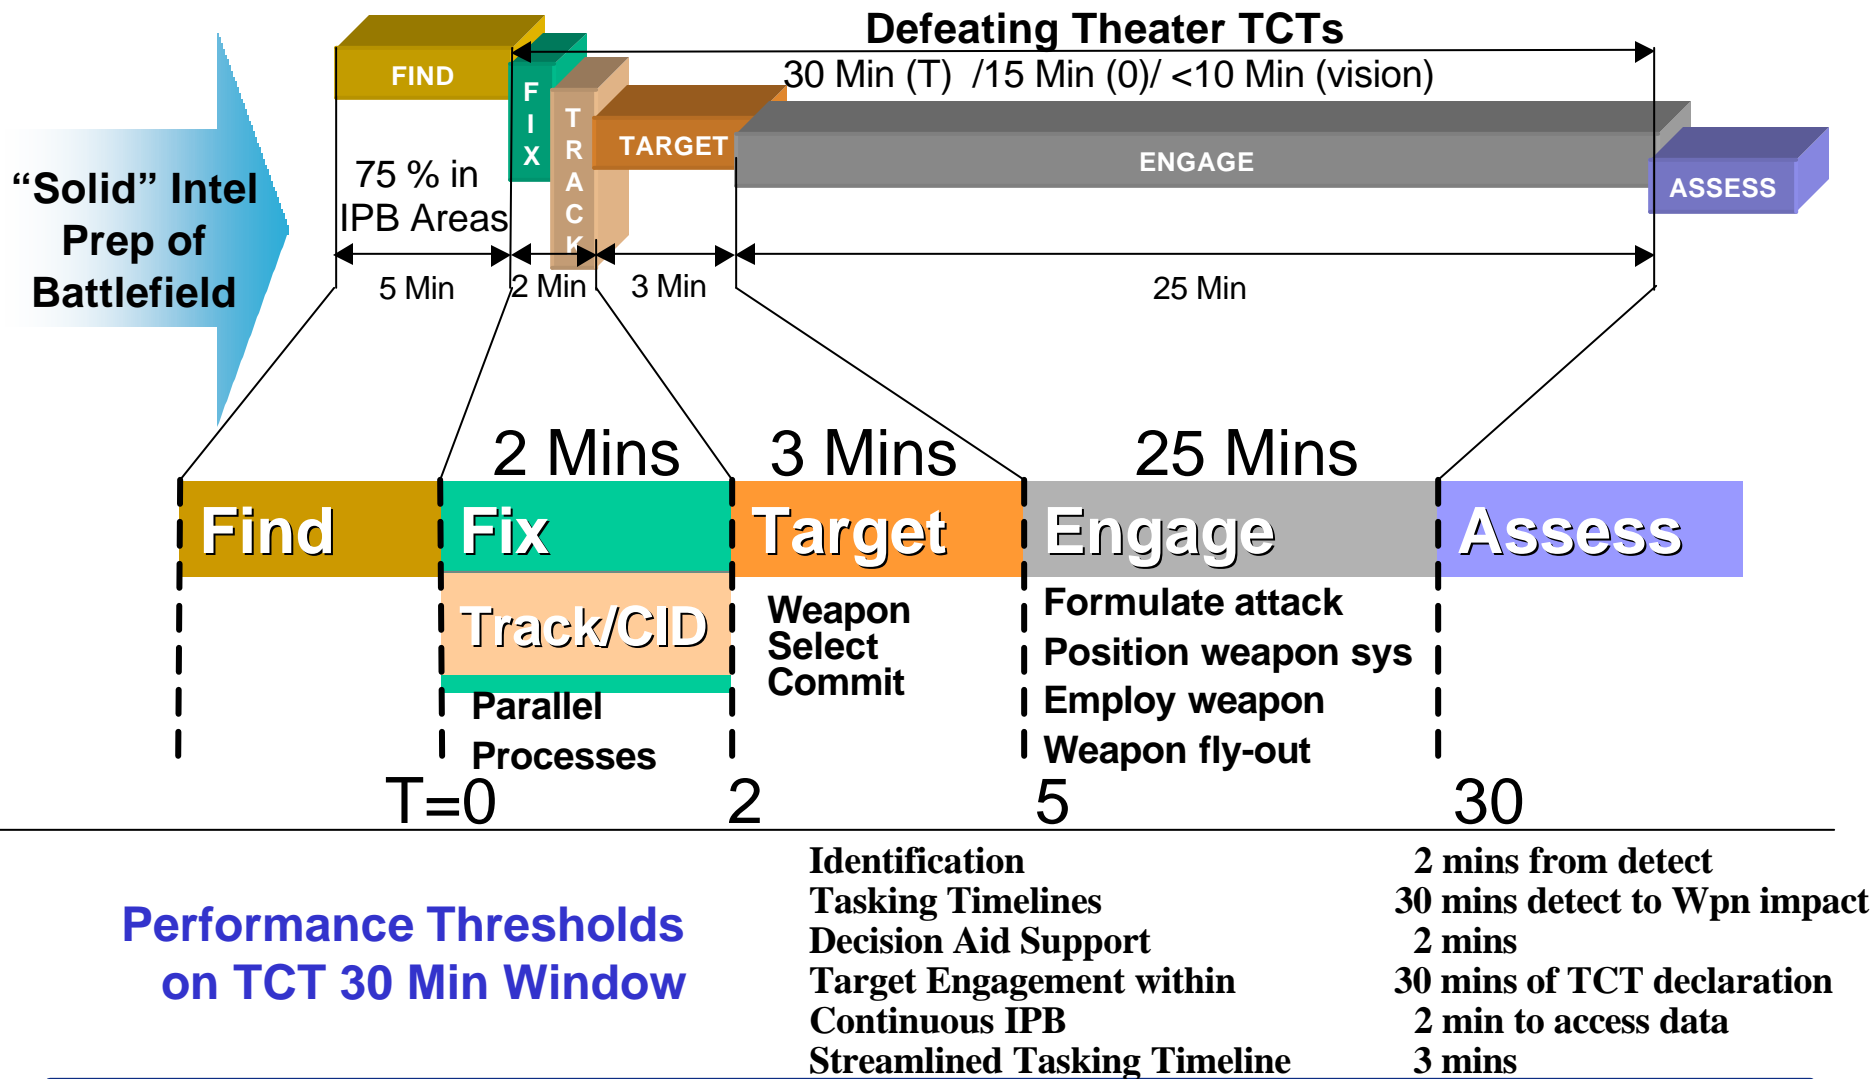 Defeating Theater TCTs
30 Min (T)  /15 Min (0)/ <10 Min (vision)
FIND
FIX
TRACK
TARGET
ENGAGE
ASSESS
“Solid” Intel
Prep of
Battlefield
75 % in
IPB Areas
5 Min
2 Min
3 Min
25 Min
2 Mins
3 Mins
25 Mins
Find
Fix
Target
Engage
Assess
Track/CID
Parallel
Processes
Weapon
Select
Commit
Formulate attack
Position weapon sys
Employ weapon
Weapon fly-out
T=0
2
5
30
Performance Thresholds
on TCT 30 Min Window
Identification 2 mins from detect
Tasking Timelines 30 mins detect to Wpn impact
Decision Aid Support 2 mins
Target Engagement within 30 mins of TCT declaration
Continuous IPB 2 min to access data
Streamlined Tasking Timeline 3 mins